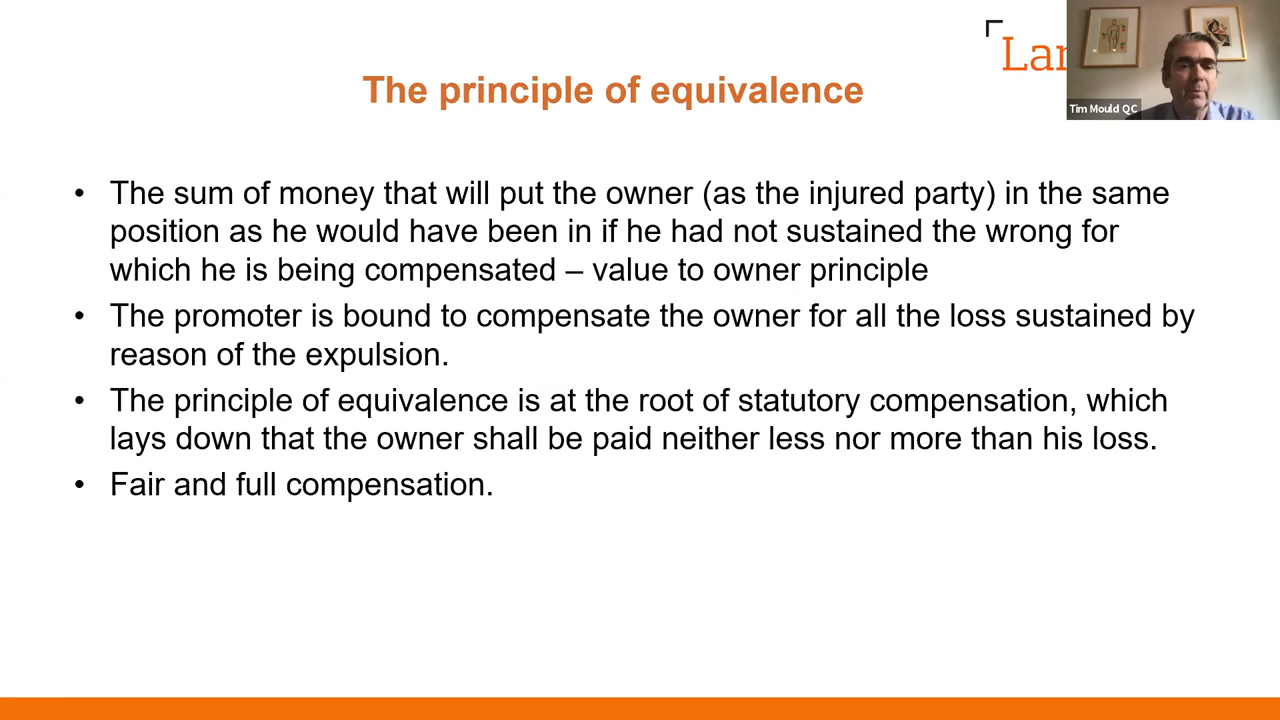 Lan
The principle of equivalence
Tim Mould QC
• The sum of money that will put the owner (as the injured party) in the same
position as he would have been in if he had not sustained the wrong for
which he is being compensated – value to owner principle
• The promoter is bound to compensate the owner for all the loss sustained by
reason of the expulsion.
• The principle of equivalence is at the root of statutory compensation, which
lays down that the owner shall be paid neither less nor more than his loss.
• Fair and full compensation.